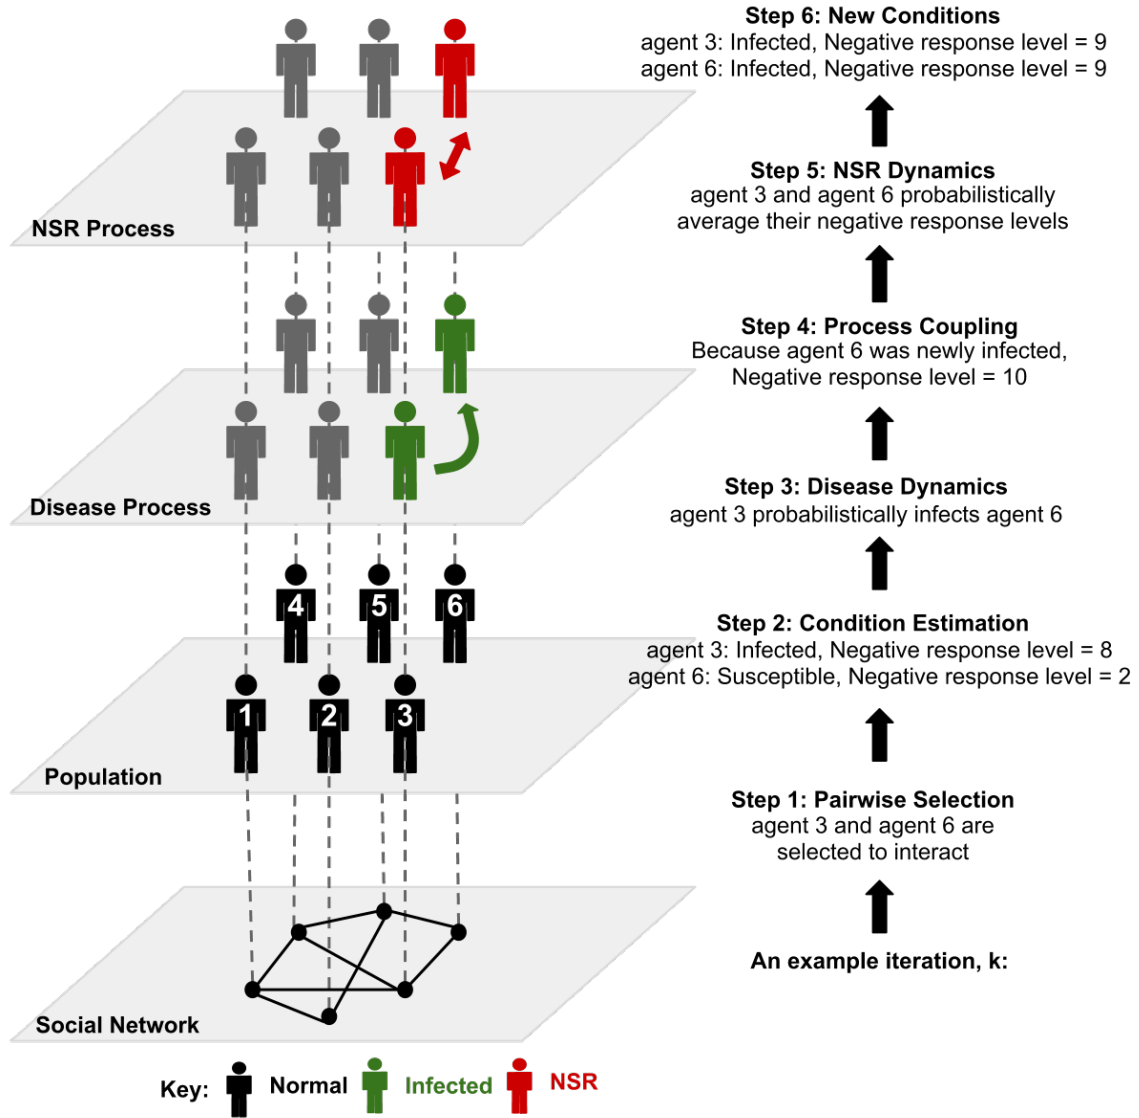 Step 6: New Conditions
agent 3: Infected, Negative response level = 9
agent 6: Infected, Negative response level = 9
Step 5: NSR Dynamics
agent 3 and agent 6 probabilistically
average their negative response levels
NSR Process
Step 4: Process Coupling
Because agent 6 was newly infected,
Negative response level = 10
Step 3: Disease Dynamics
agent 3 probabilistically infects agent 6
Disease Process
4 5 6
Step 2: Condition Estimation
agent 3: Infected, Negative response level = 8
agent 6: Susceptible, Negative response level = 2
1 2 3
Population
Step 1: Pairwise Selection
agent 3 and agent 6 are
selected to interact
An example iteration, k:
Social Network
Key: Normal Infected NSR